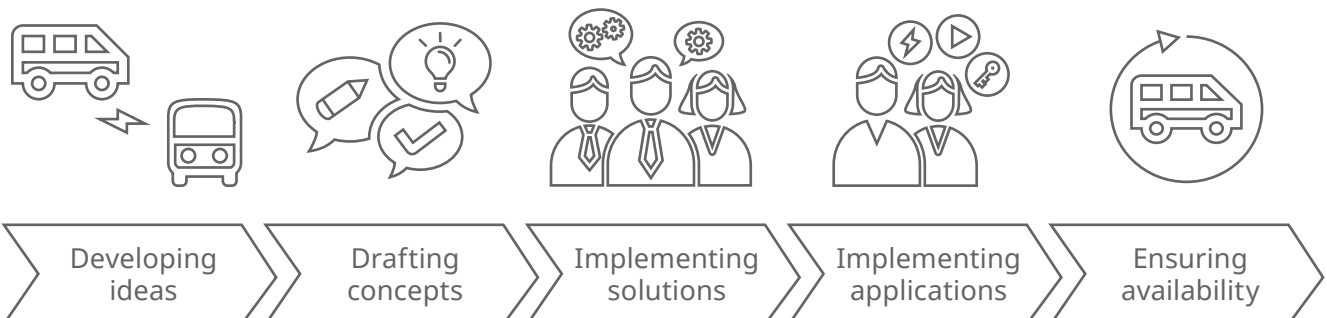 Developing
ideas
Drafting
concepts
Implementing
solutions
Implementing
applications
Ensuring
availability